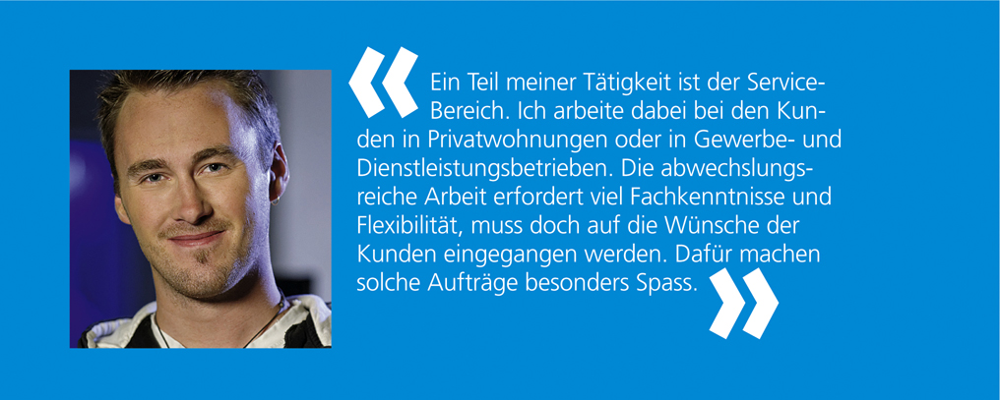 « Ein Teil meiner Tätigkeit ist der Service-
Bereich. Ich arbeite dabei bei den Kun-
den in Privatwohnungen oder in Gewerbe- und
Dienstleistungsbetrieben. Die abwechslungs-
reiche Arbeit erfordert viel Fachkenntnisse und
Flexibilität, muss doch auf die Wünsche der
Kunden eingegangen werden. Dafür machen
solche Aufträge besonders Spass. »